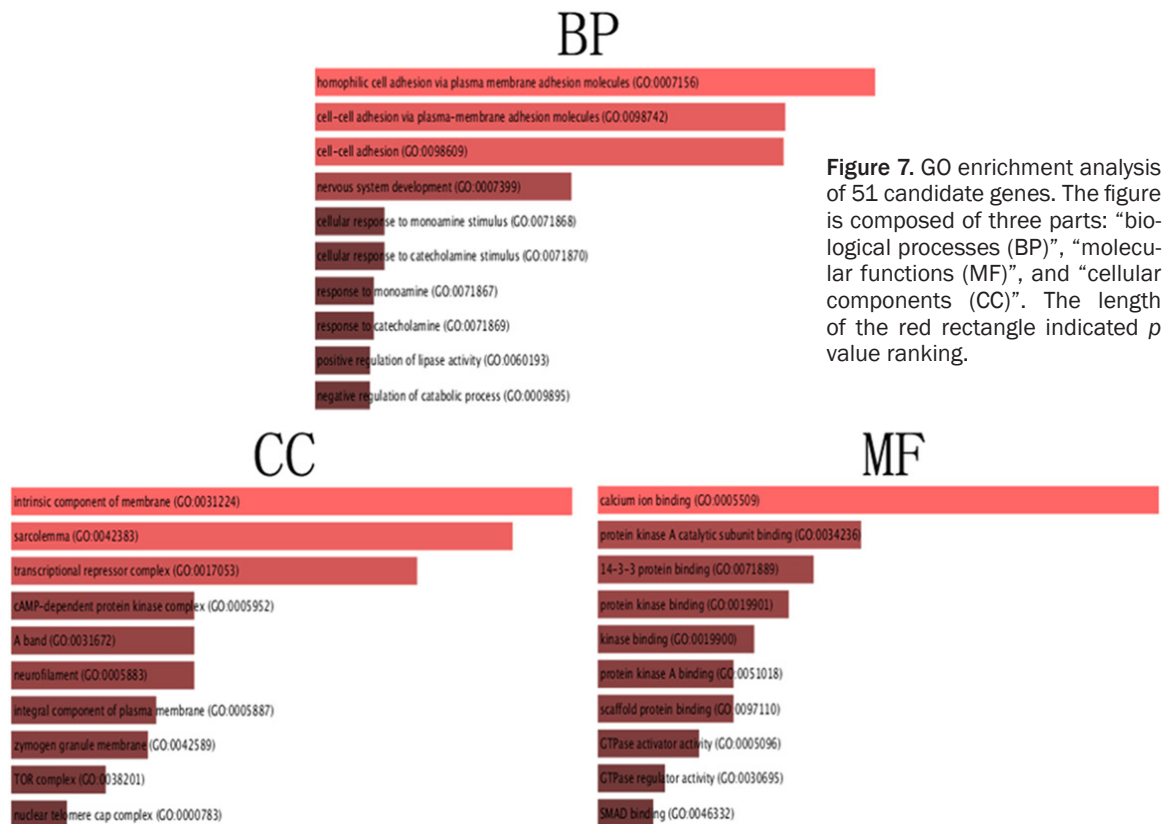 BP
homophilic cell adhesion via plasma membrane adhesion molecules (GO:0007156)
cell-cell adhesion via plasma-membrane adhesion molecules (GO:0098742)
cell-cell adhesion (GO:0098609)
nervous system development (GO:0007399)
cellular response to monoamine stimulus (GO:0071868)
cellular response to catecholamine stimulus (GO:0071870)
response to monoamine (GO:0071867)
response to catecholamine (GO:0071869)
positive regulation of lipase activity (GO:0060193)
negative regulation of catabolic process (GO:0009895)
Figure 7. GO enrichment analysis
of 51 candidate genes. The figure
is composed of three parts: “bio-
logical processes (BP)”, “molecu-
lar functions (MF)”, and “cellular
components (CC)”. The length
of the red rectangle indicated p
value ranking.
CC
intrinsic component of membrane (GO:0031224)
sarcolemma (GO:0042383)
transcriptional repressor complex (GO:0017053)
cAMP-dependent protein kinase complex (GO:0005952)
A band (GO:0031672)
neurofilament (GO:0005883)
integral component of plasma membrane (GO:0005887)
zymogen granule membrane (GO:0042589)
TOR complex (GO:0038201)
nuclear telomere cap complex (GO:0000783)
MF
calcium ion binding (GO:0005509)
protein kinase A catalytic subunit binding (GO:0034236)
14-3-3 protein binding (GO:0071889)
protein kinase binding (GO:0019901)
kinase binding (GO:0019900)
protein kinase A binding (GO:0051018)
scaffold protein binding (GO:0097110)
GTPase activator activity (GO:0005096)
GTPase regulator activity (GO:0030695)
SMAD binding (GO:0046332)